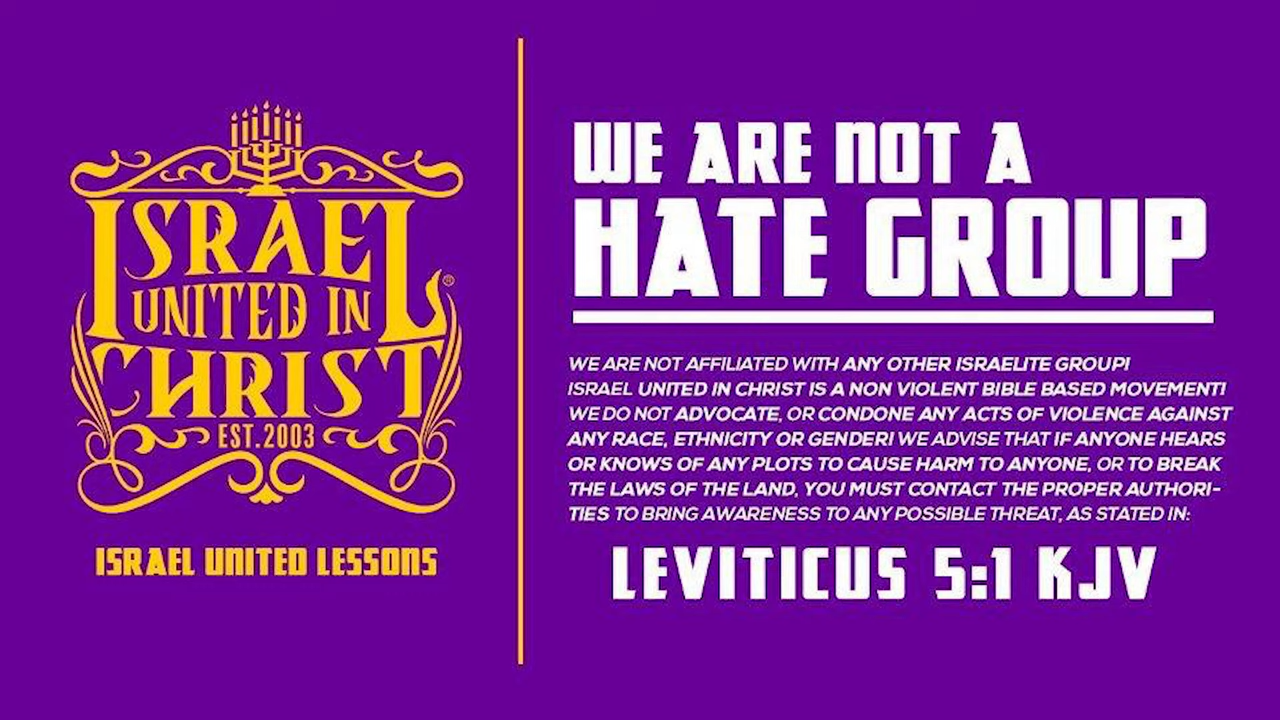 ISRAEL
UNITED IN
CHRIST
®
EST. 2003
ISRAEL UNITED LESSONS
WE ARE NOT A
HATE GROUP
WE ARE NOT AFFILIATED WITH ANY OTHER ISRAELITE GROUP!
ISRAEL UNITED IN CHRIST IS A NON VIOLENT BIBLE BASED MOVEMENT!
WE DO NOT ADVOCATE, OR CONDONE ANY ACTS OF VIOLENCE AGAINST
ANY RACE, ETHNICITY OR GENDER! WE ADVISE THAT IF ANYONE HEARS
OR KNOWS OF ANY PLOTS TO CAUSE HARM TO ANYONE, OR TO BREAK
THE LAWS OF THE LAND, YOU MUST CONTACT THE PROPER AUTHORI-
TIES TO BRING AWARENESS TO ANY POSSIBLE THREAT, AS STATED IN:
LEVITICUS 5:1 KJV